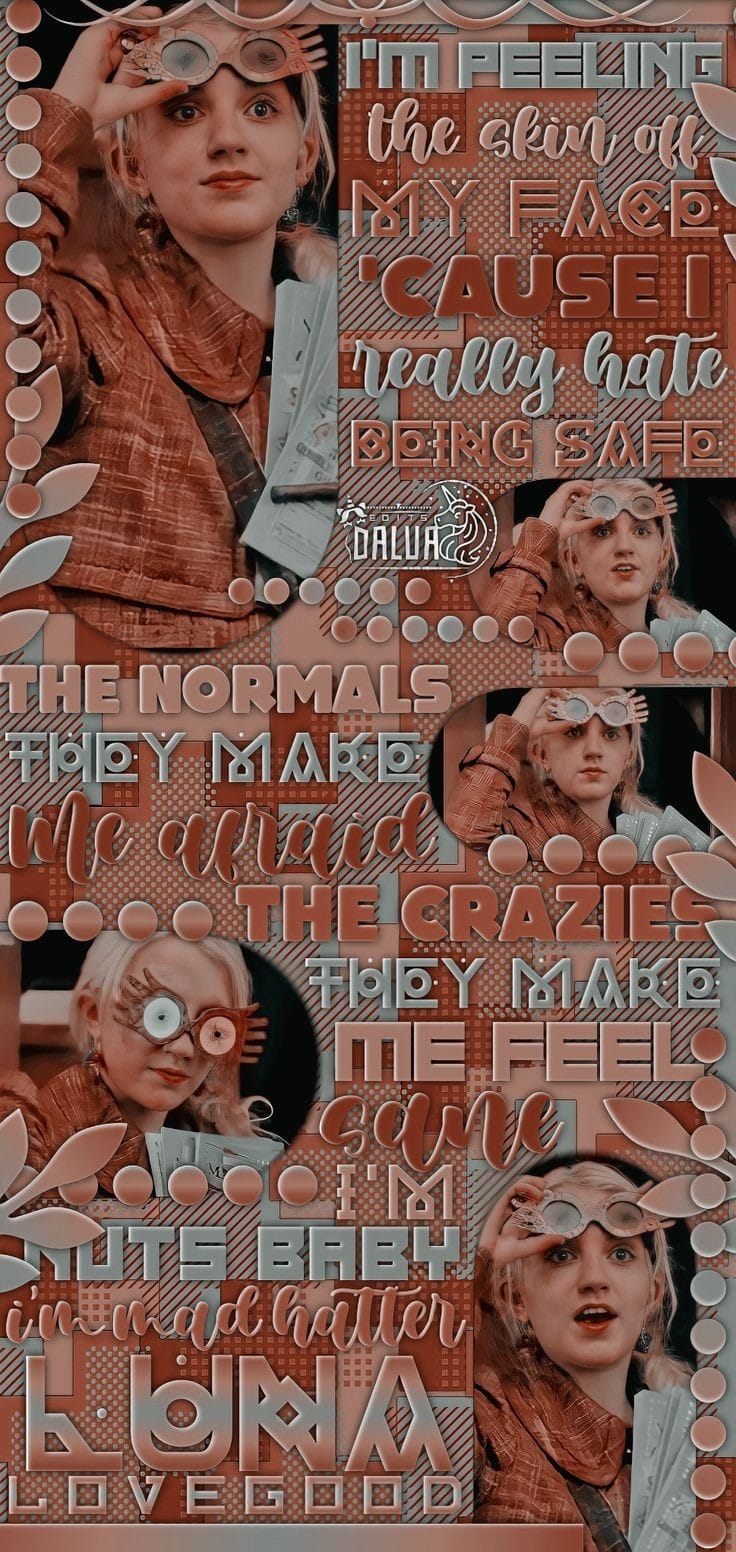 I'M PEELING
the skin off
MY FACE
'CAUSE I
really hate
BEING SAFE
EDITS
DALUA
THE NORMALS
THEY MAKE
Me afraid
THE CRAZIES
THEY MAKE
ME FEEL
sane
I'M
NUTS BABY
i'm mad hatter
LUNA
LOVEGOOD